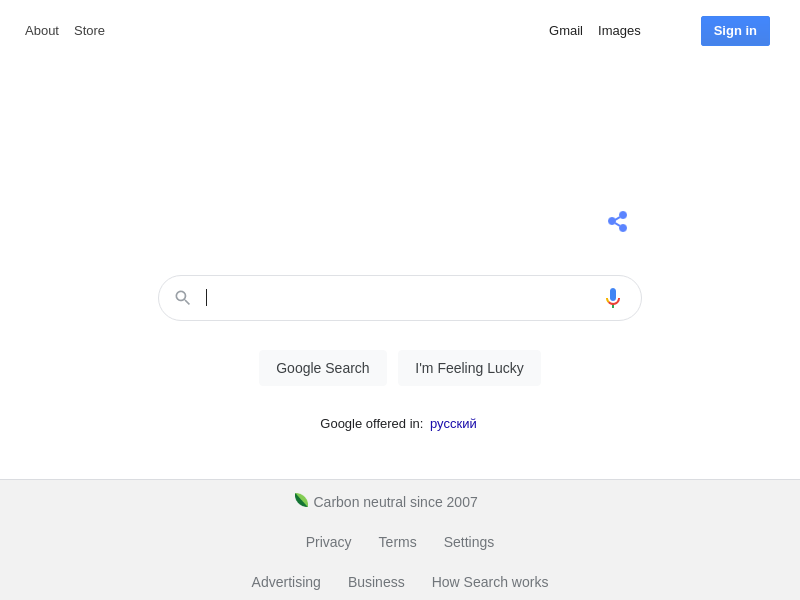 About Store Gmail Images Sign in
Google Search I'm Feeling Lucky
Google offered in: русский
Carbon neutral since 2007
Privacy Terms Settings
Advertising Business How Search works